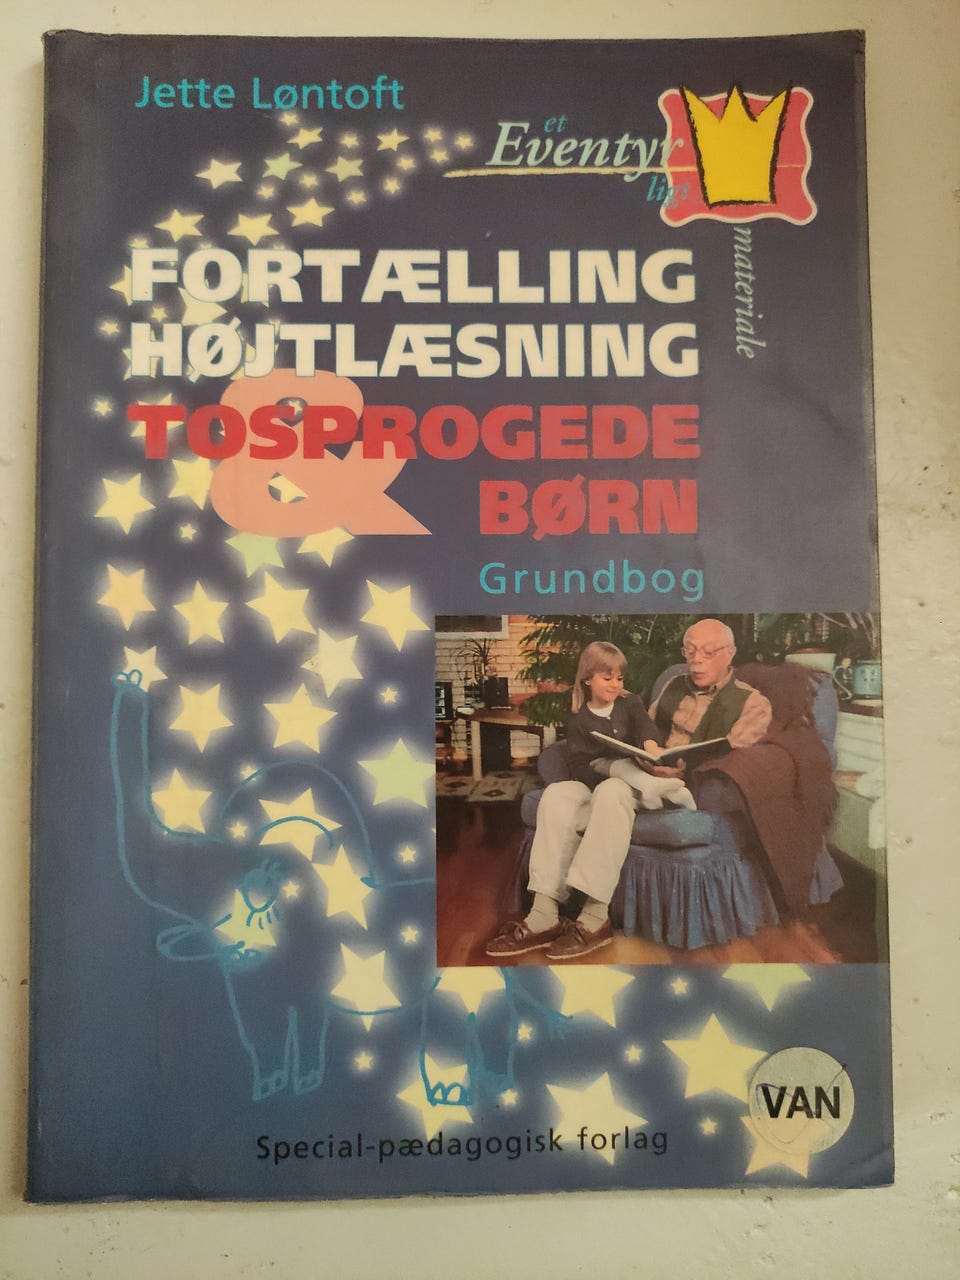 Jette Løntoft
et
Eventyr
ligt
materiale
FORTÆLLING
HØJTLÆSNING
&
TOSPROGEDE
BØRN
Grundbog
VAN
Special-pædagogisk forlag